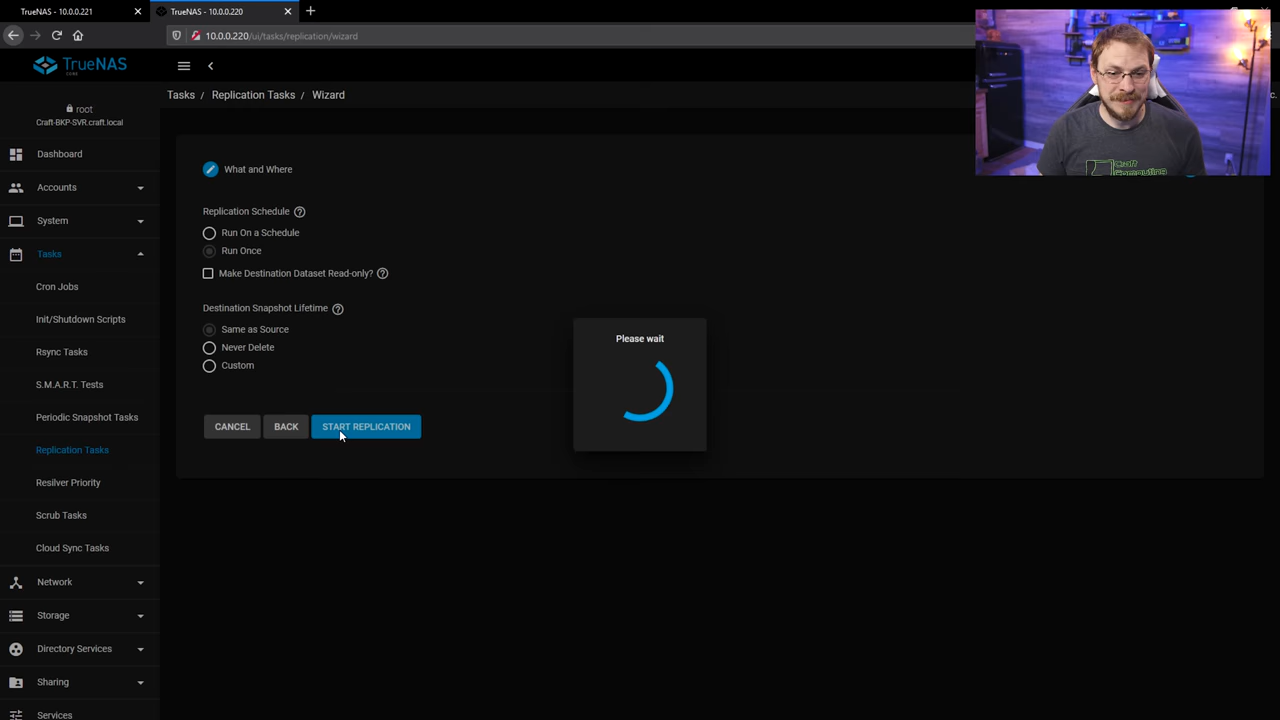 TrueNAS - 10.0.0.221
TrueNAS - 10.0.0.220
10.0.0.220/ui/tasks/replication/wizard
TrueNAS
CORE
root
Craft-BKP-SVR.craft.local
Dashboard
Accounts
System
Tasks
Cron Jobs
Init/Shutdown Scripts
Rsync Tasks
S.M.A.R.T. Tests
Periodic Snapshot Tasks
Replication Tasks
Resilver Priority
Scrub Tasks
Cloud Sync Tasks
Network
Storage
Directory Services
Sharing
Services
Tasks / Replication Tasks / Wizard
What and Where
Replication Schedule
Run On a Schedule
Run Once
Make Destination Dataset Read-only?
Destination Snapshot Lifetime
Same as Source
Never Delete
Custom
CANCEL BACK START REPLICATION
Please wait
Craft
Computing